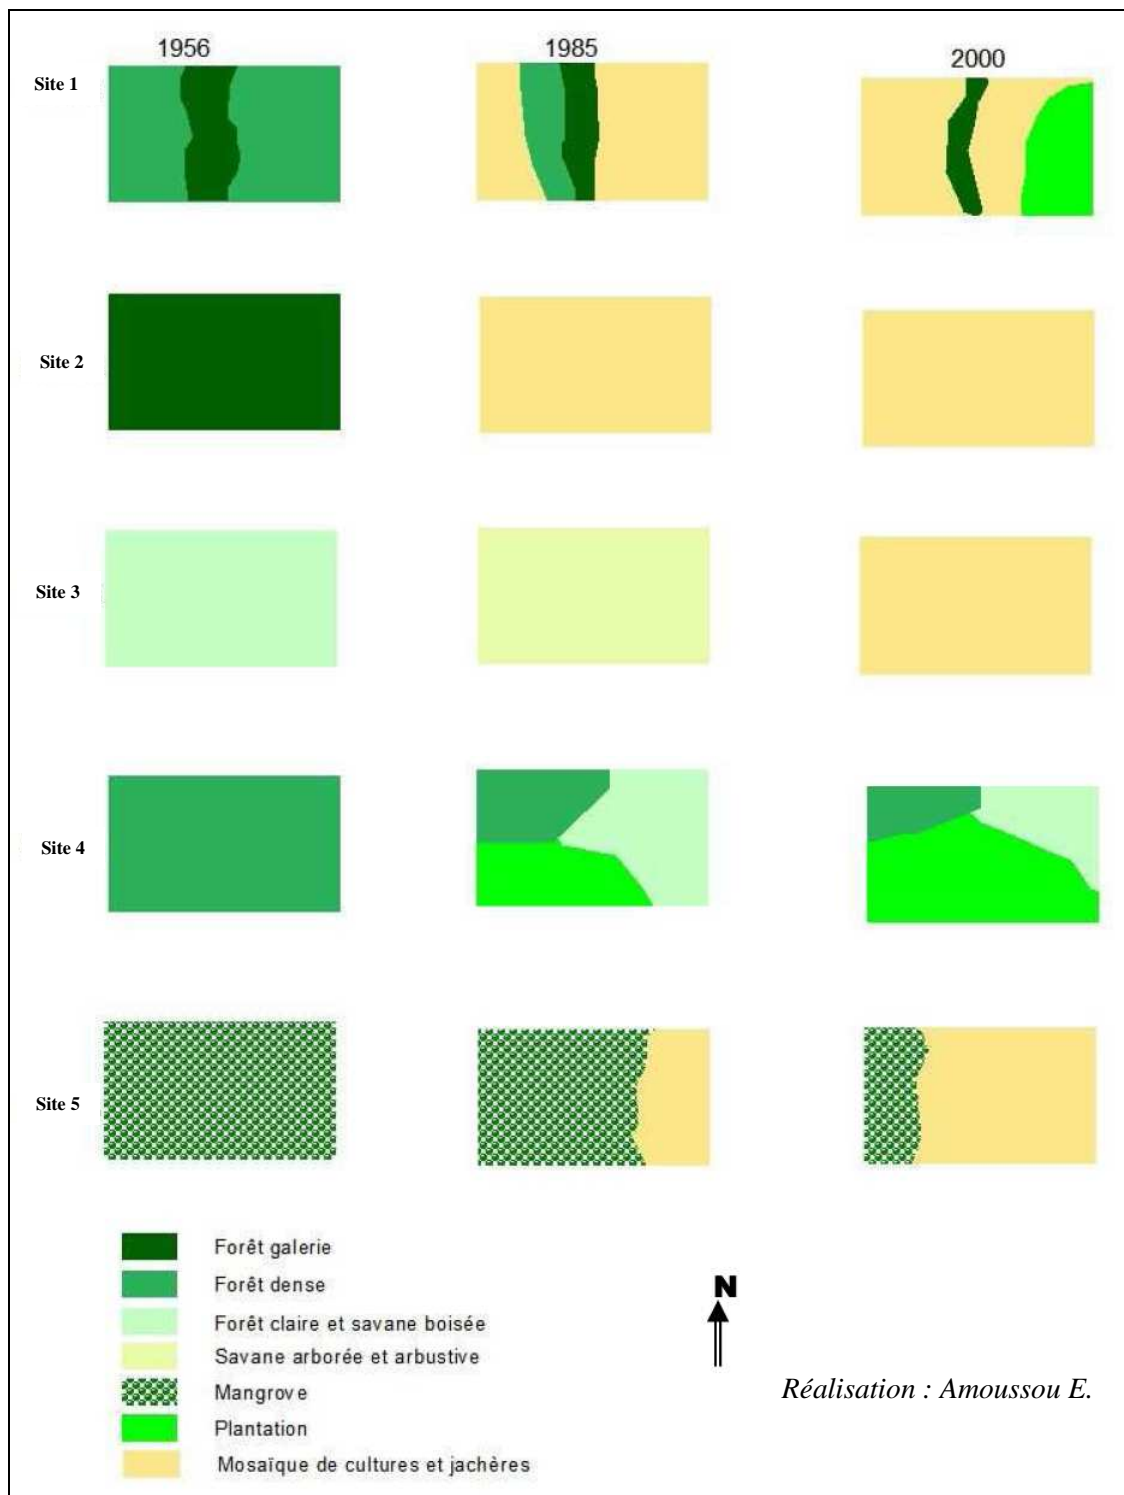 1956
1985
2000
Site 1
Site 2
Site 3
Site 4
Site 5
Forêt galerie
Forêt dense
Forêt claire et savane boisée
Savane arborée et arbustive
Mangrove
Plantation
Mosaïque de cultures et jachères
N
Réalisation : Amoussou E.